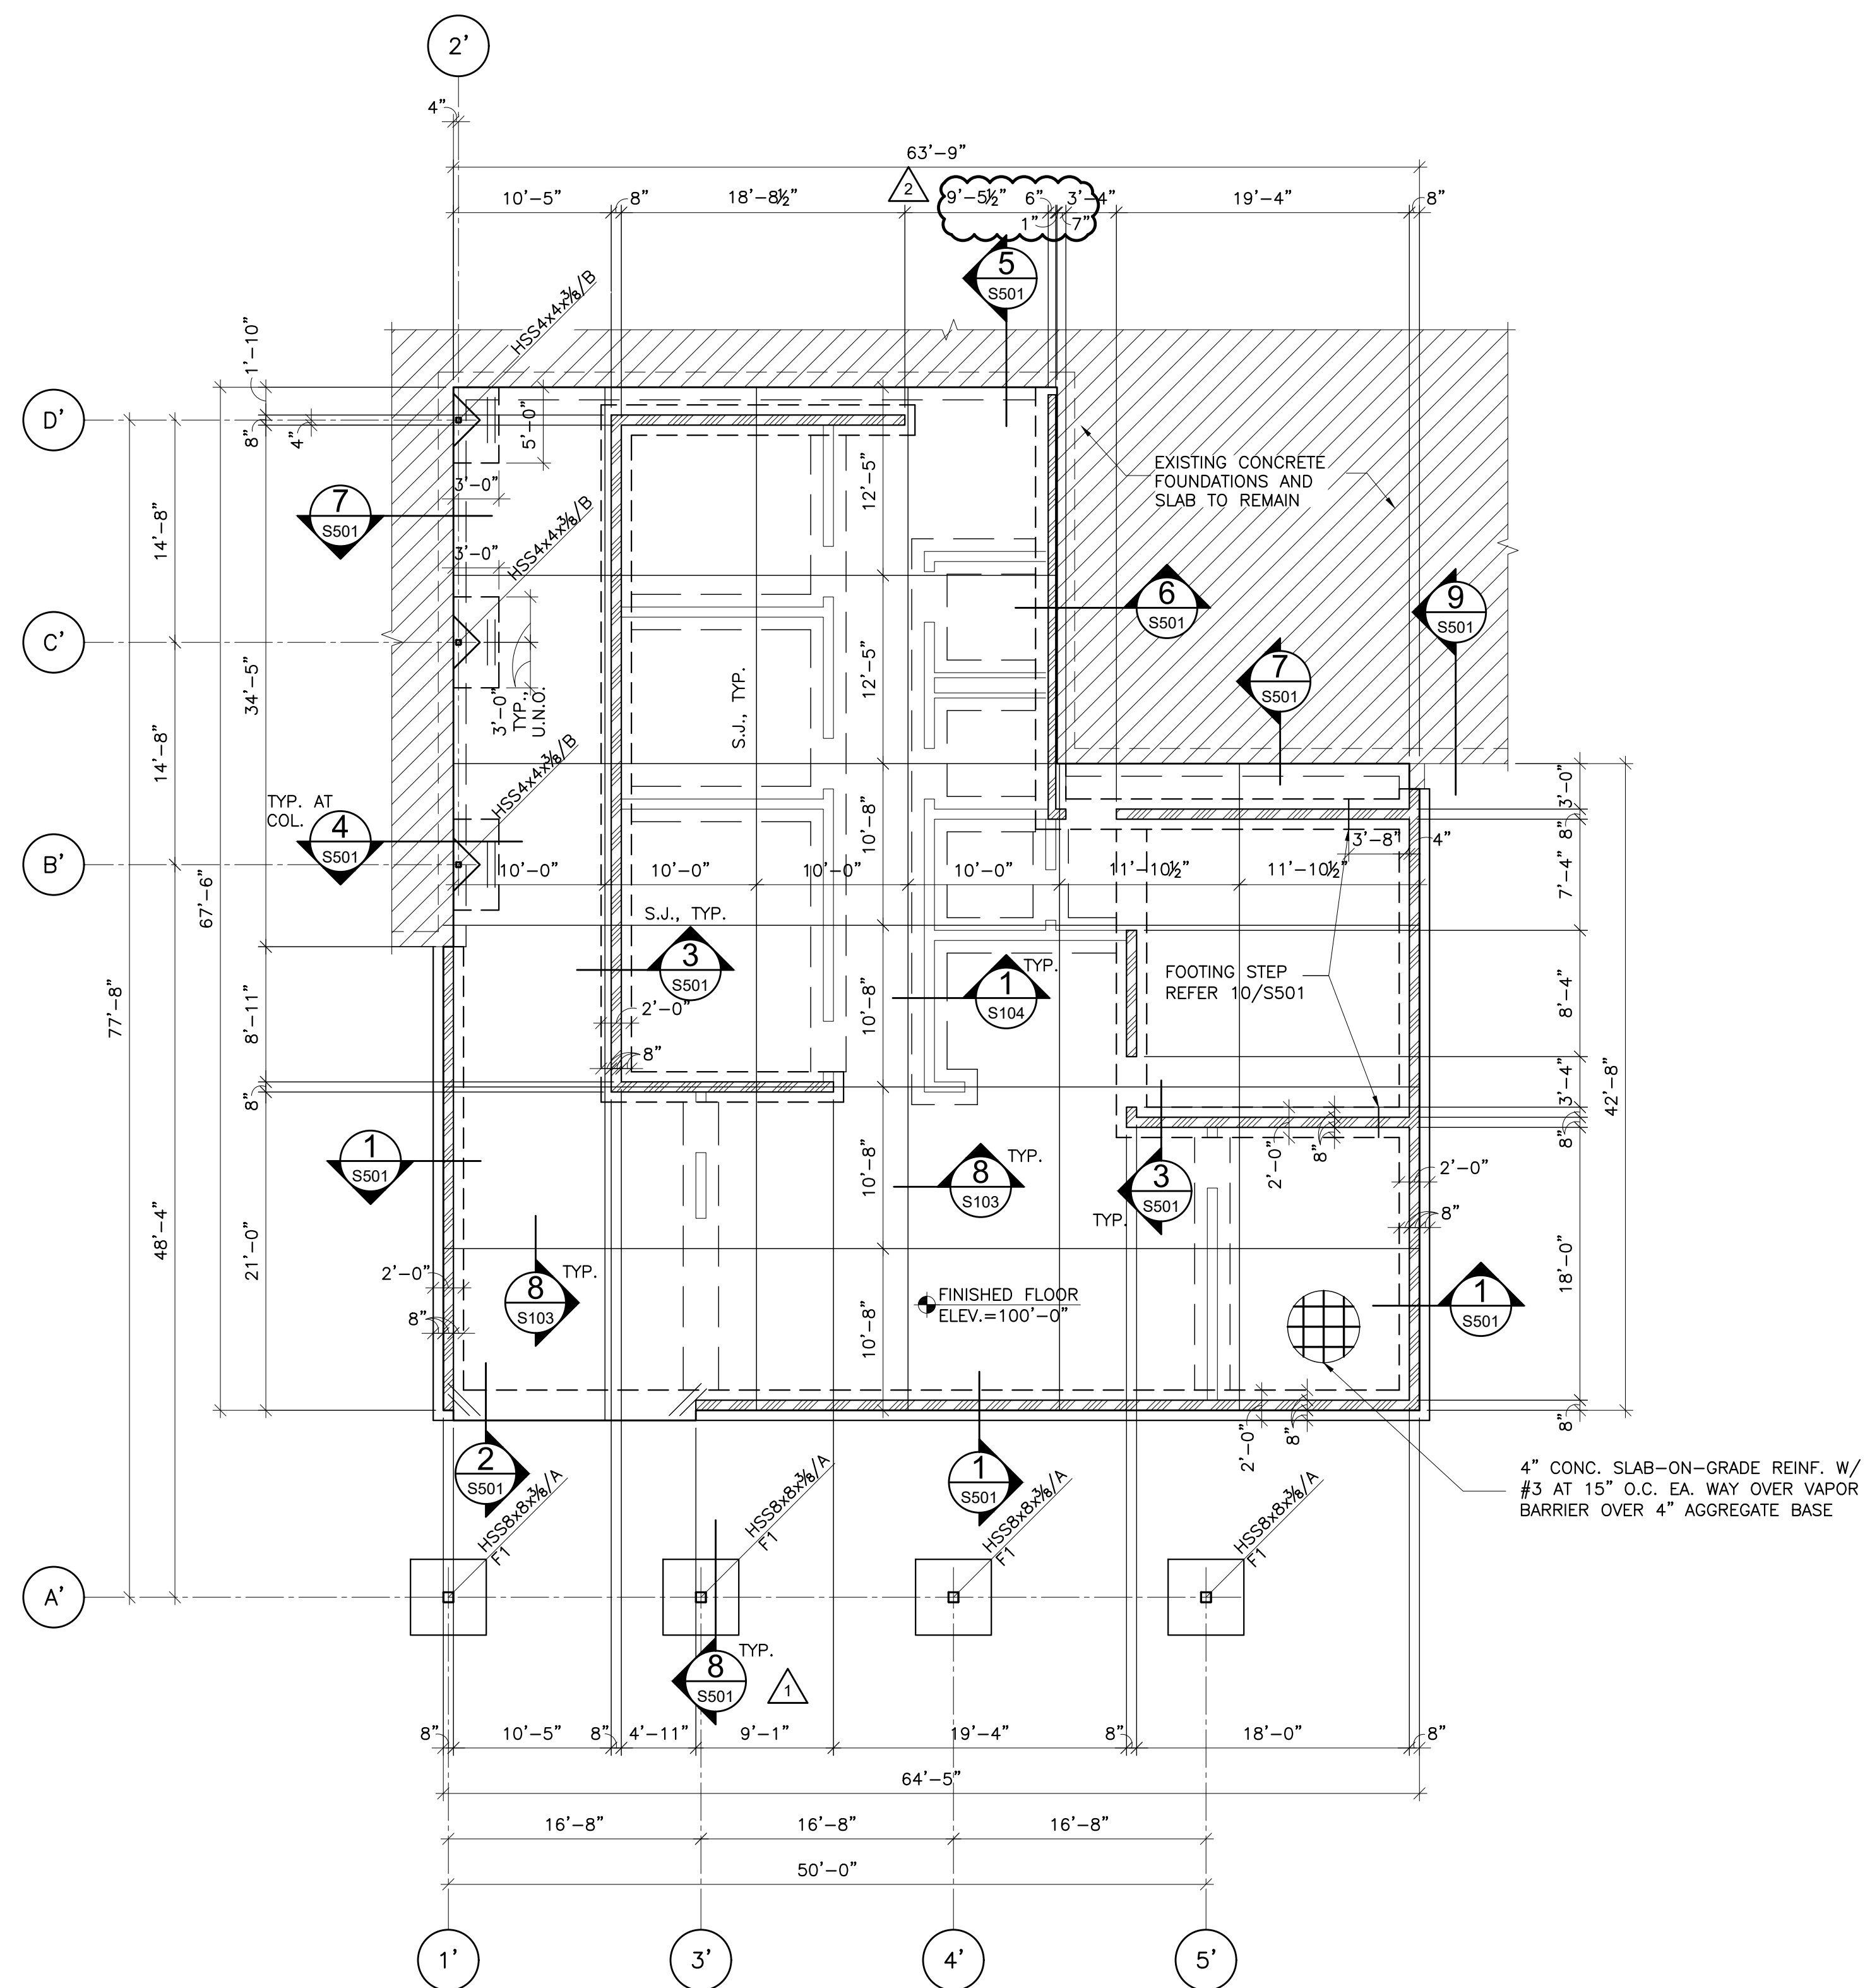 2’
4”
63’-9”
10’-5”
8”
18’-8½”
2
9’-5½”
6”
3’-4”
19’-4”
8”
1”
7”
5
S501
HSS4x4x⅜/B
1’-10”
D’
8”
4”
5’-0”
12’-5”
EXISTING CONCRETE
FOUNDATIONS AND
SLAB TO REMAIN
3’-0”
7
S501
14’-8”
HSS4x4x⅜/B
3’-0”
6
S501
9
S501
C’
34’-5”
12’-5”
7
S501
S.J., TYP.
3’-0”
TYP.,
U.N.O.
14’-8”
HSS4x4x⅜/B
TYP. AT
COL.
4
S501
10’-8”
3’-0”
8”
3’-8”
4”
B’
67’-6”
10’-0”
10’-0”
10’-0”
10’-0”
11’-10½”
11’-10½”
7’-4”
S.J., TYP.
3
S501
TYP.
1
S104
FOOTING STEP
REFER 10/S501
8’-4”
77’-8”
8’-11”
2’-0”
10’-8”
8”
8”
3’-4”
42’-8”
8”
1
S501
10’-8”
8
S103
TYP.
3
S501
TYP.
2’-0”
8”
2’-0”
8”
48’-4”
21’-0”
2’-0”
8”
8
S103
TYP.
10’-8”
FINISHED FLOOR
ELEV.=100’-0”
18’-0”
1
S501
8”
2’-0”
8”
2
S501
1
S501
4” CONC. SLAB-ON-GRADE REINF. W/
#3 AT 15” O.C. EA. WAY OVER VAPOR
BARRIER OVER 4” AGGREGATE BASE
HSS8x8x⅜/A
F1
HSS8x8x⅜/A
F1
HSS8x8x⅜/A
F1
HSS8x8x⅜/A
F1
A’
TYP.
8
S501
1
8”
10’-5”
8”
4’-11”
9’-1”
19’-4”
8”
18’-0”
8”
64’-5”
16’-8”
16’-8”
16’-8”
50’-0”
1’
3’
4’
5’